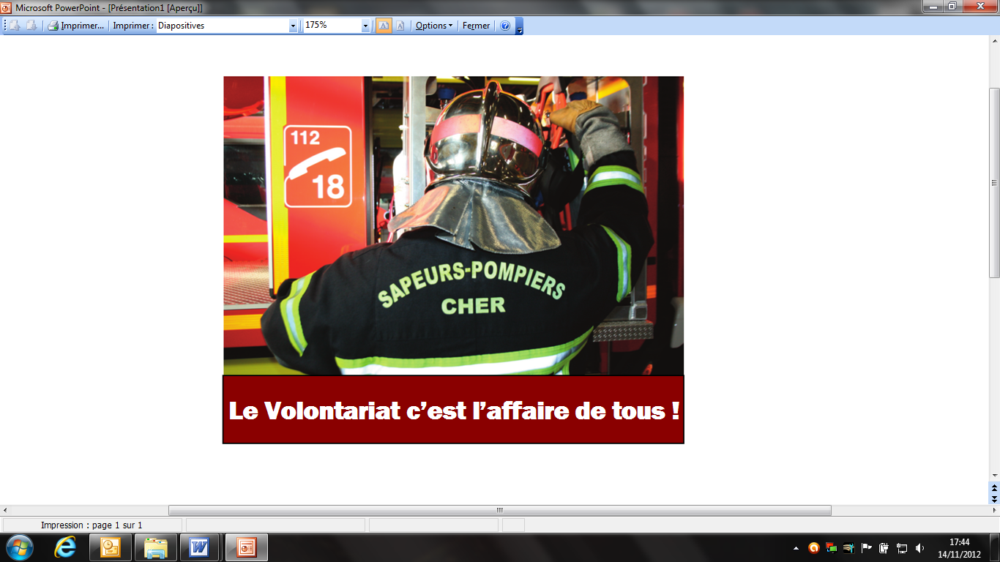 Microsoft PowerPoint - [Présentation1 [Aperçu]]
Imprimer... Imprimer : Diapositives 175% Options Fermer
112
18
SAPEURS-POMPIERS
CHER
Le Volontariat c’est l’affaire de tous !
Impression : page 1 sur 1
17:44
14/11/2012